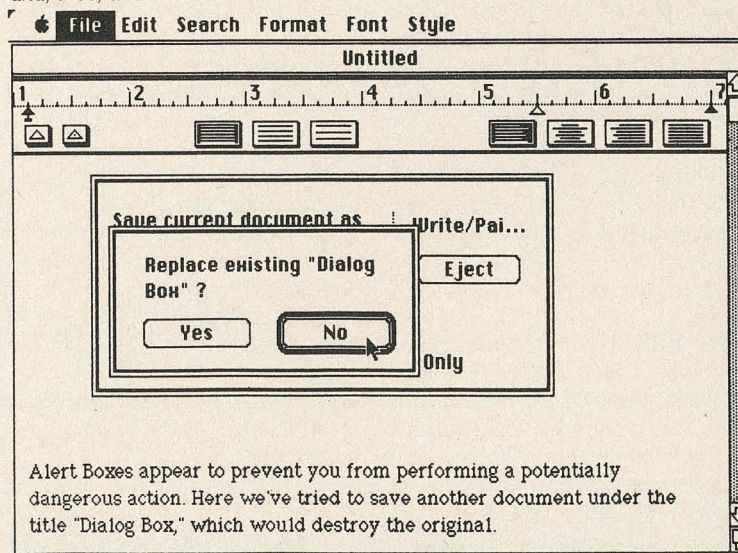 File Edit Search Format Font Style
Untitled
1 2 3 4 5 6 7
Save current document as
Write/Pai...
Replace existing "Dialog
Box" ?
Eject
Yes No
Only
Alert Boxes appear to prevent you from performing a potentially
dangerous action. Here we've tried to save another document under the
title "Dialog Box," which would destroy the original.